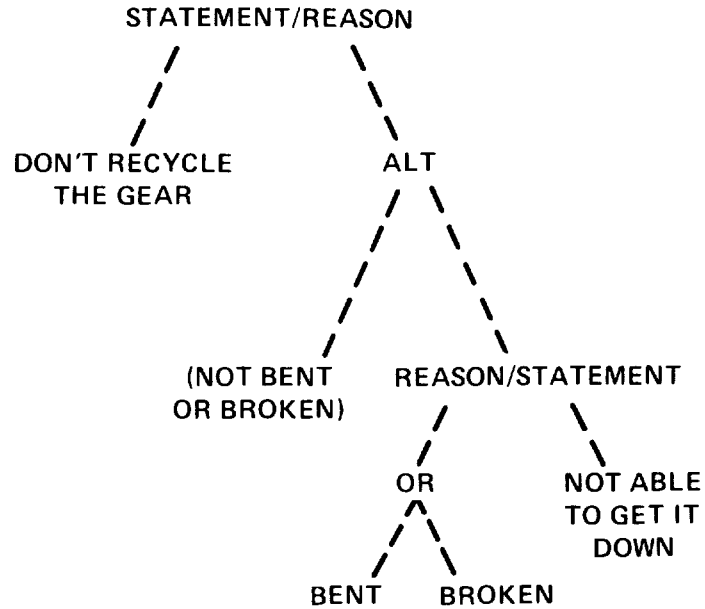 STATEMENT/REASON
DON'T RECYCLE
THE GEAR
ALT
(NOT BENT
OR BROKEN)
REASON/STATEMENT
OR
NOT ABLE
TO GET IT
DOWN
BENT
BROKEN